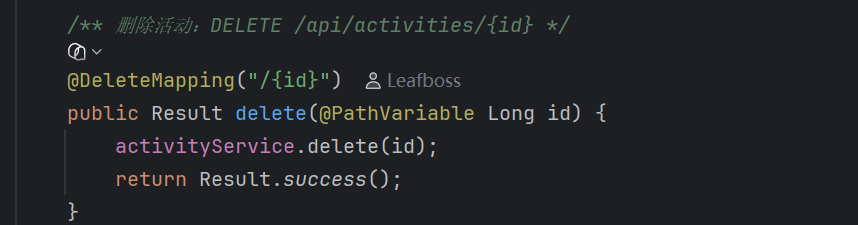 /** 删除活动：DELETE /api/activities/{id} */
@DeleteMapping("/{id}") Leafboss
public Result delete(@PathVariable Long id) {
activityService.delete(id);
return Result.success();
}